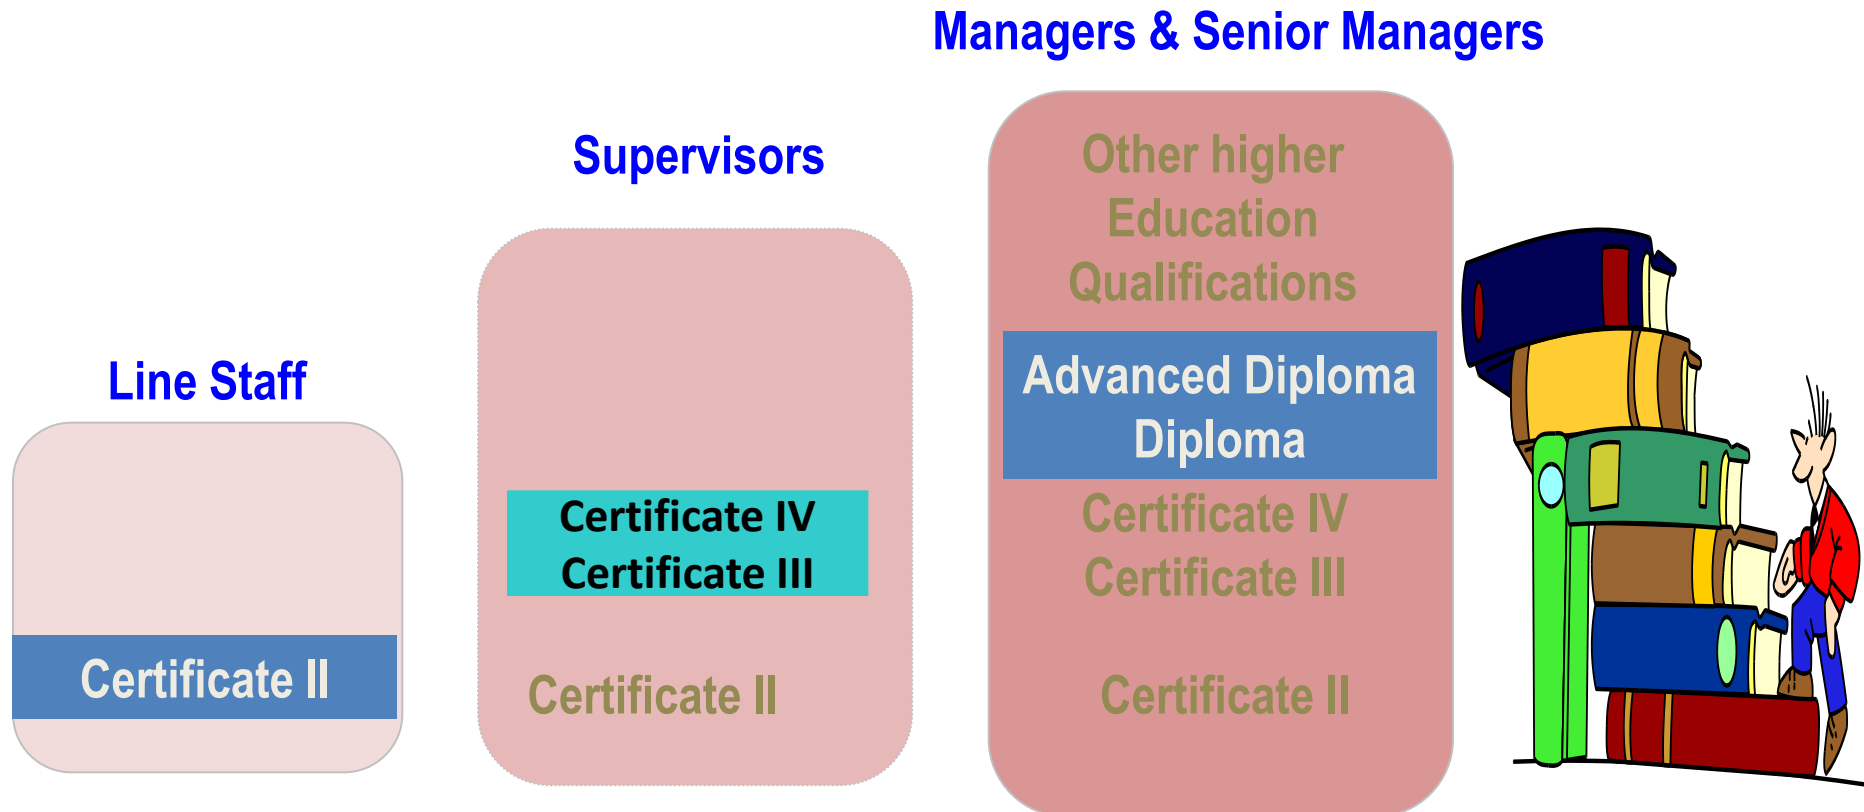 Managers & Senior Managers
Supervisors
Line Staff
Certificate II
Certificate IV
Certificate III
Certificate II
Other higher
Education
Qualifications
Advanced Diploma
Diploma
Certificate IV
Certificate III
Certificate II